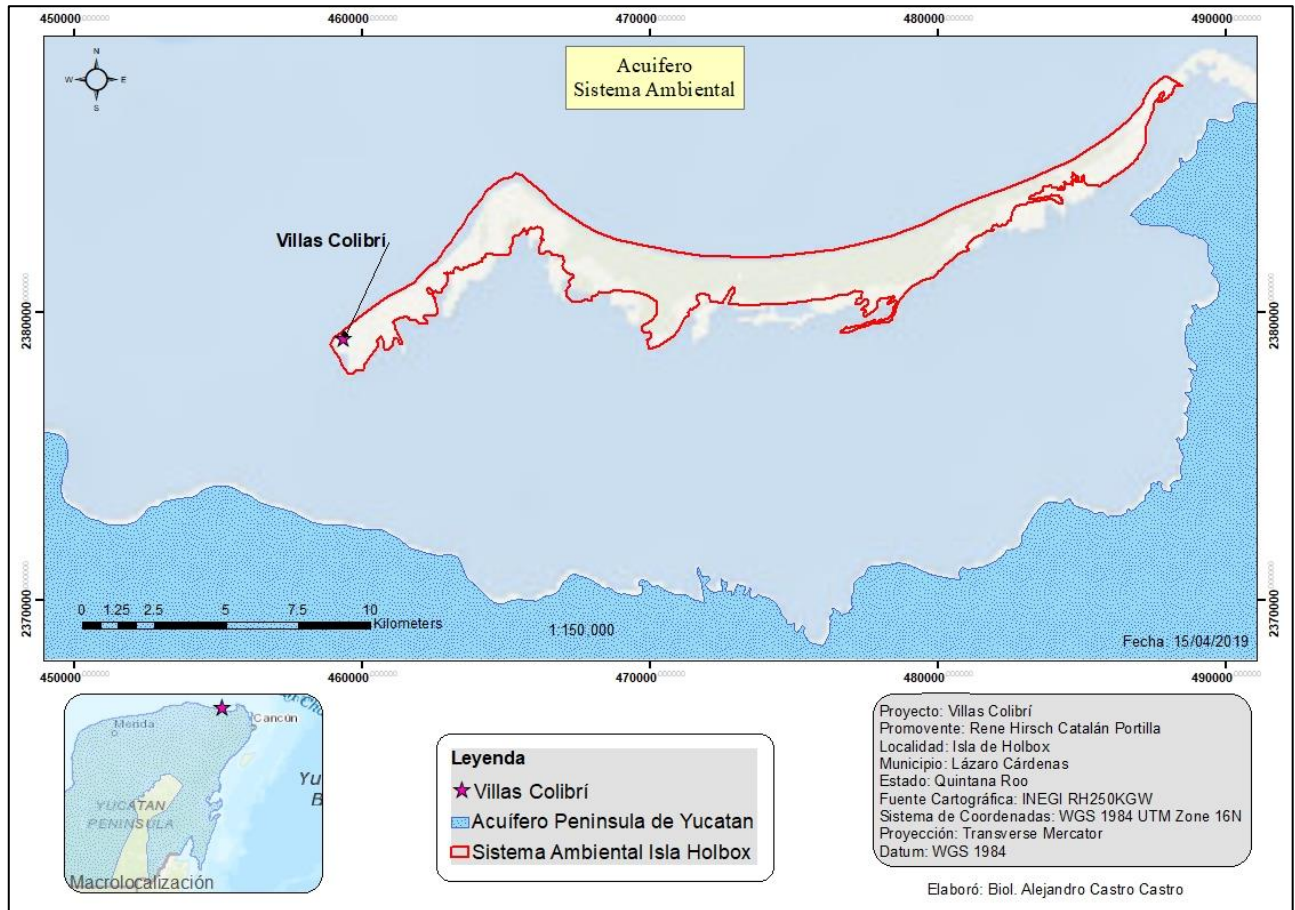 450000 460000 470000 480000 490000
Acuifero
Sistema Ambiental
N
W E
S
Villas Colibrí
2380000 2380000
2370000 2370000
0 1.25 2.5 5 7.5 10
Kilometers
1:150,000
Fecha: 15/04/2019
450000 460000 470000 480000 490000
Merida
Cancún
YUCATAN
PENINSULA
Macrolocalización
Leyenda
Villas Colibrí
Acuífero Peninsula de Yucatan
Sistema Ambiental Isla Holbox
Proyecto: Villas Colibrí
Promovente: Rene Hirsch Catalán Portilla
Localidad: Isla de Holbox
Municipio: Lázaro Cárdenas
Estado: Quintana Roo
Fuente Cartográfica: INEGI RH250KGW
Sistema de Coordenadas: WGS 1984 UTM Zone 16N
Proyección: Transverse Mercator
Datum: WGS 1984
Elaboró: Biol. Alejandro Castro Castro